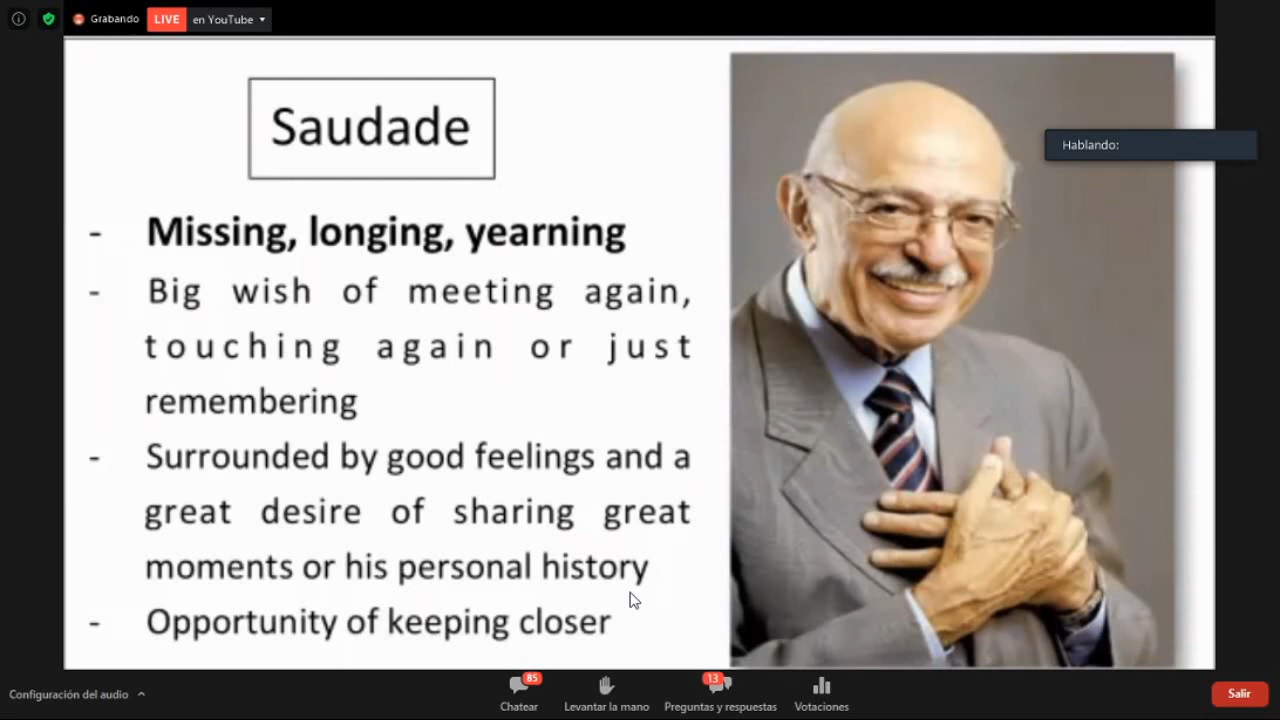 Grabando
LIVE en YouTube
Saudade
Hablando:
- Missing, longing, yearning
- Big wish of meeting again,
touching again or just
remembering
- Surrounded by good feelings and a
great desire of sharing great
moments or his personal history
- Opportunity of keeping closer
85
13
Configuración del audio
Chatear
Levantar la mano
Preguntas y respuestas
Votaciones
Salir